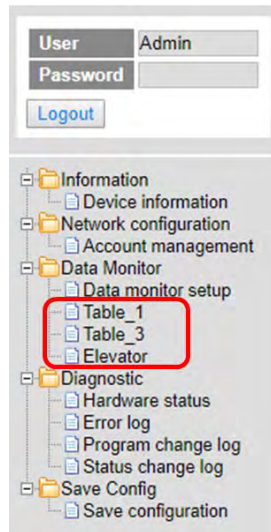 User Admin
Password
Logout
Information
Device information
Network configuration
Account management
Data Monitor
Data monitor setup
Table_1
Table_3
Elevator
Diagnostic
Hardware status
Error log
Program change log
Status change log
Save Config
Save configuration